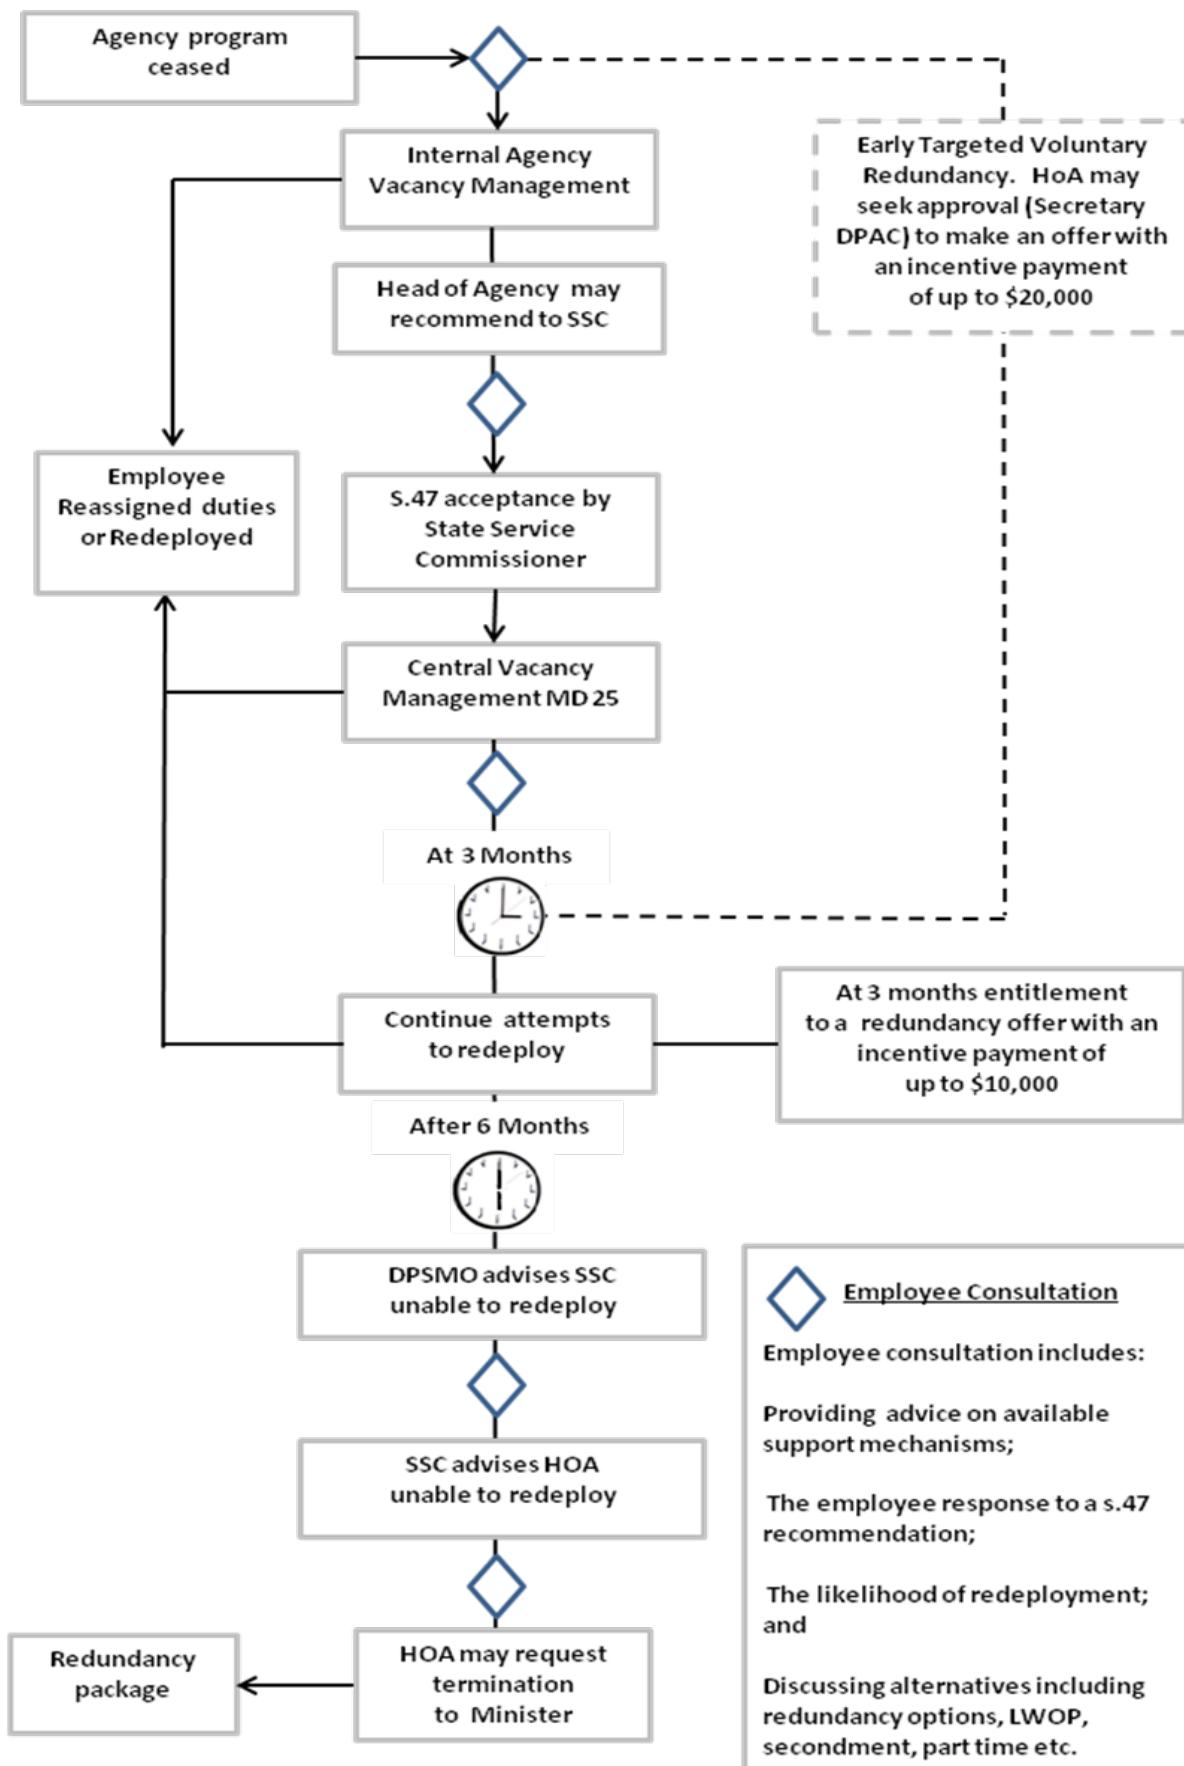 Agency program
ceased
Internal Agency
Vacancy Management
Early Targeted Voluntary
Redundancy. HoA may
seek approval (Secretary
DPAC) to make an offer with
an incentive payment
of up to $20,000
Head of Agency may
recommend to SSC
Employee
Reassigned duties
or Redeployed
S.47 acceptance by
State Service
Commissioner
Central Vacancy
Management MD 25
At 3 Months
Continue attempts
to redeploy
At 3 months entitlement
to a redundancy offer with an
incentive payment of
up to $10,000
After 6 Months
DPSMO advises SSC
unable to redeploy
SSC advises HOA
unable to redeploy
HOA may request
termination
to Minister
Redundancy
package
Employee Consultation
Employee consultation includes:
Providing advice on available
support mechanisms;
The employee response to a s.47
recommendation;
The likelihood of redeployment;
and
Discussing alternatives including
redundancy options, LWOP,
secondment, part time etc.